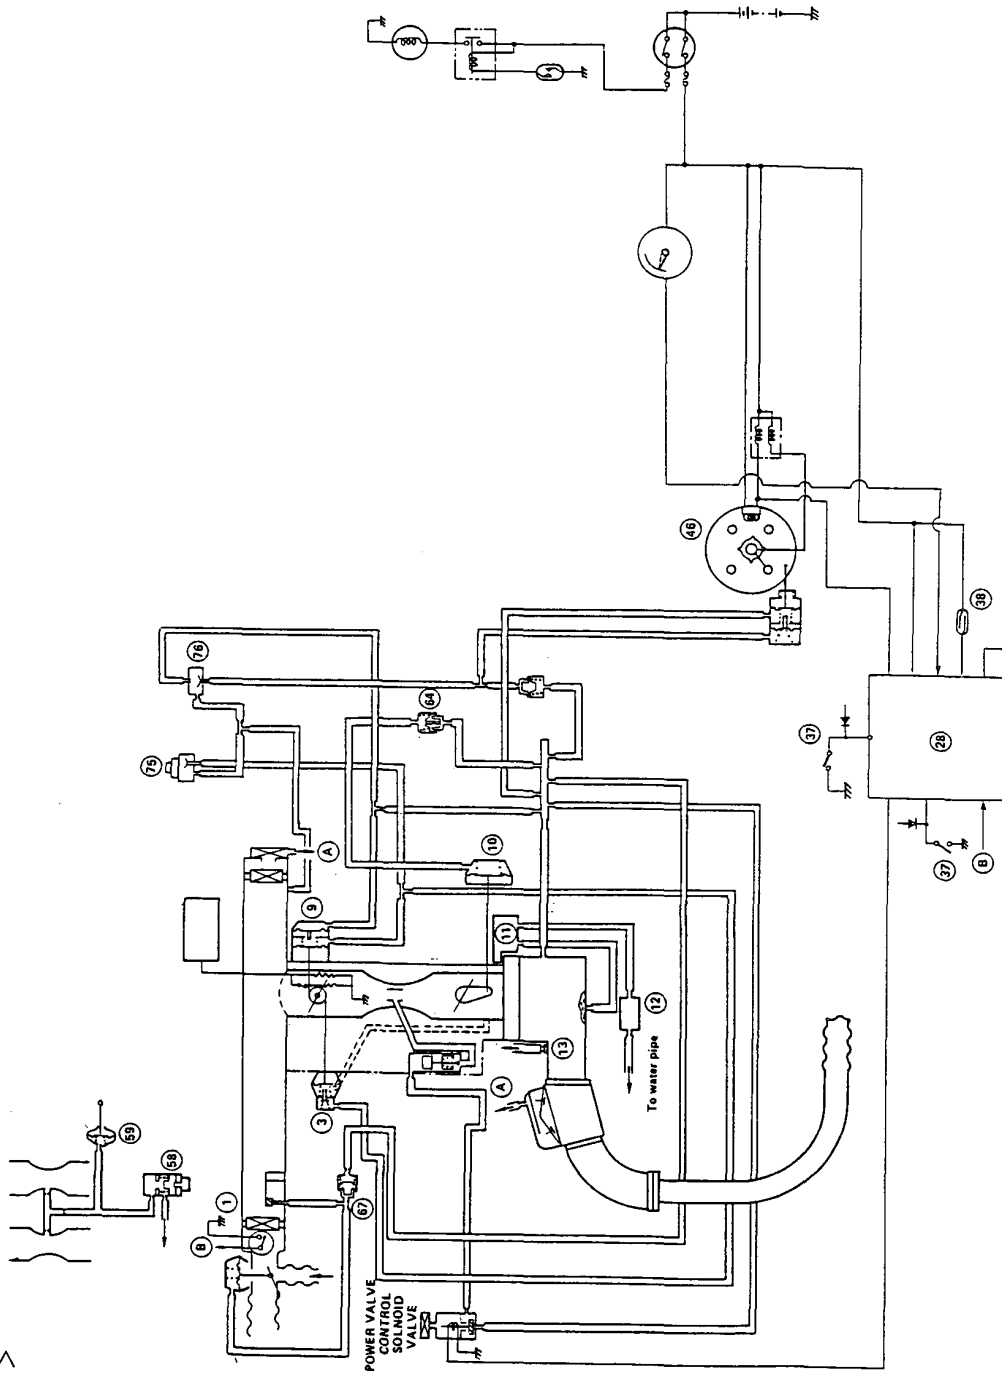 76
75
64
46
A
9
10
38
37
28
11
12
13
To water pipe
37
B
A
3
59
58
1
B
67
POWER VALVE
CONTROL
SOLNOID
VALVE